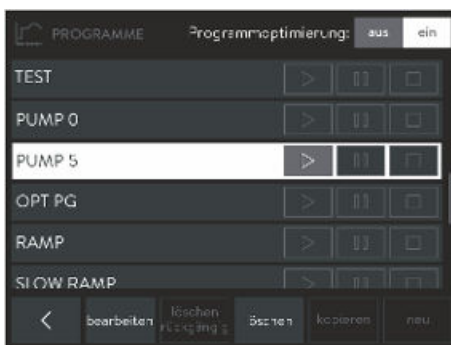 PROGRAMME Programmoptimierung: aus ein
TEST
PUMP 0
PUMP 5
OPT PG
RAMP
SLOW RAMP
bearbeiten löschen rückgängig löschen kopieren neu